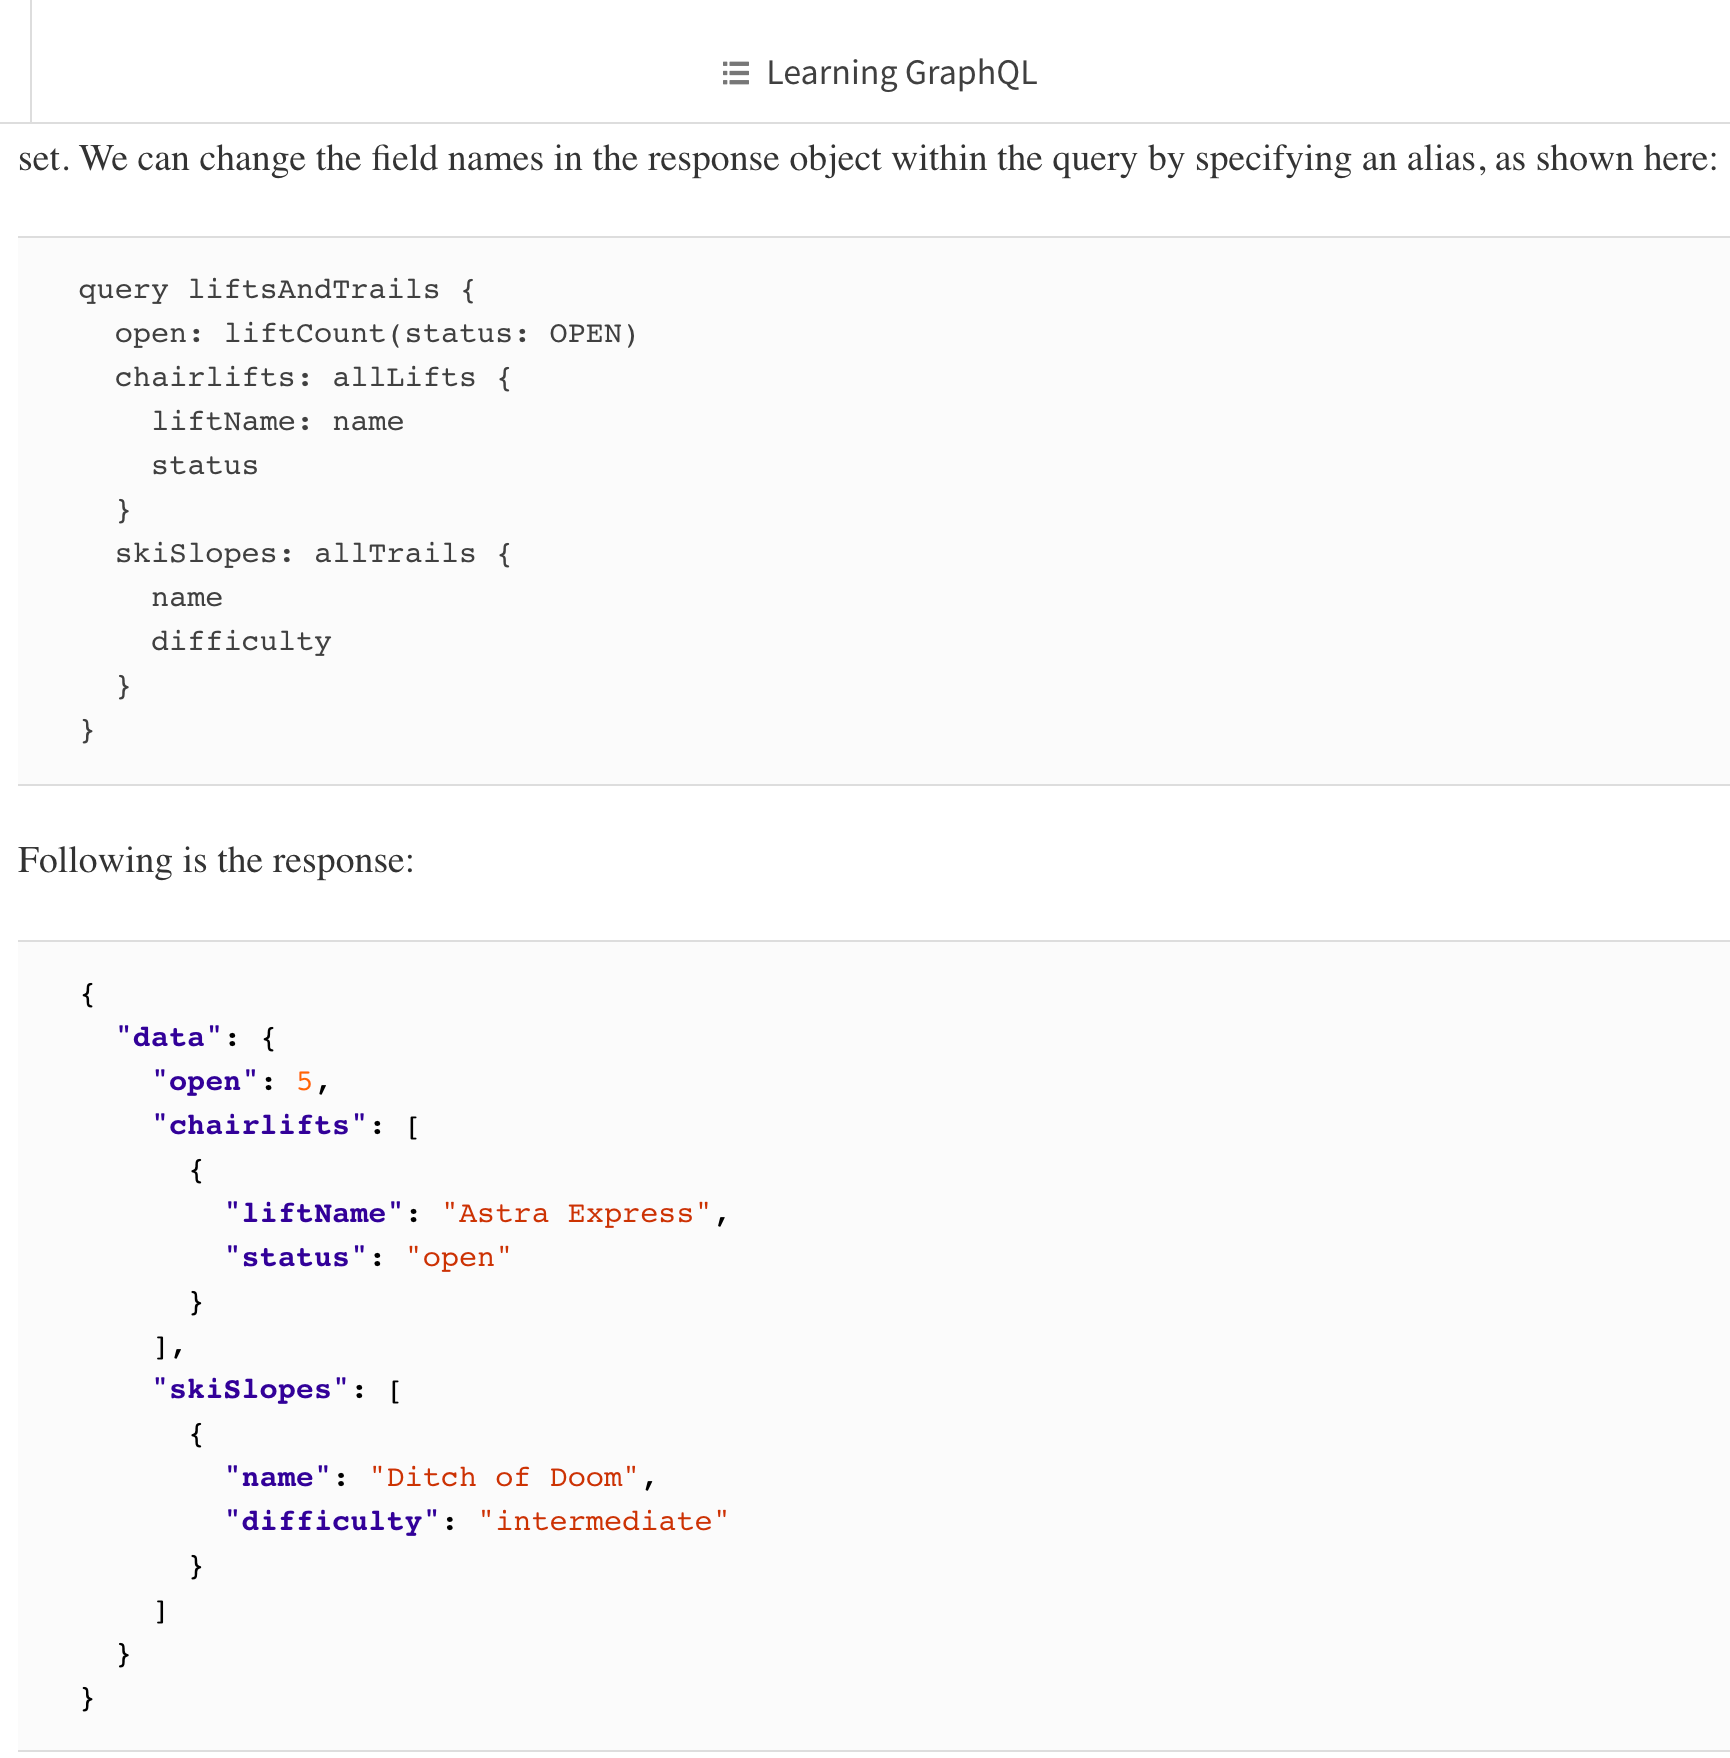 Learning GraphQL
set. We can change the field names in the response object within the query by specifying an alias, as shown here:
query liftsAndTrails {
  open: liftCount(status: OPEN)
  chairlifts: allLifts {
    liftName: name
    status
  }
  skiSlopes: allTrails {
    name
    difficulty
  }
}
Following is the response:
{
  "data": {
    "open": 5,
    "chairlifts": [
      {
        "liftName": "Astra Express",
        "status": "open"
      }
    ],
    "skiSlopes": [
      {
        "name": "Ditch of Doom",
        "difficulty": "intermediate"
      }
    ]
  }
}